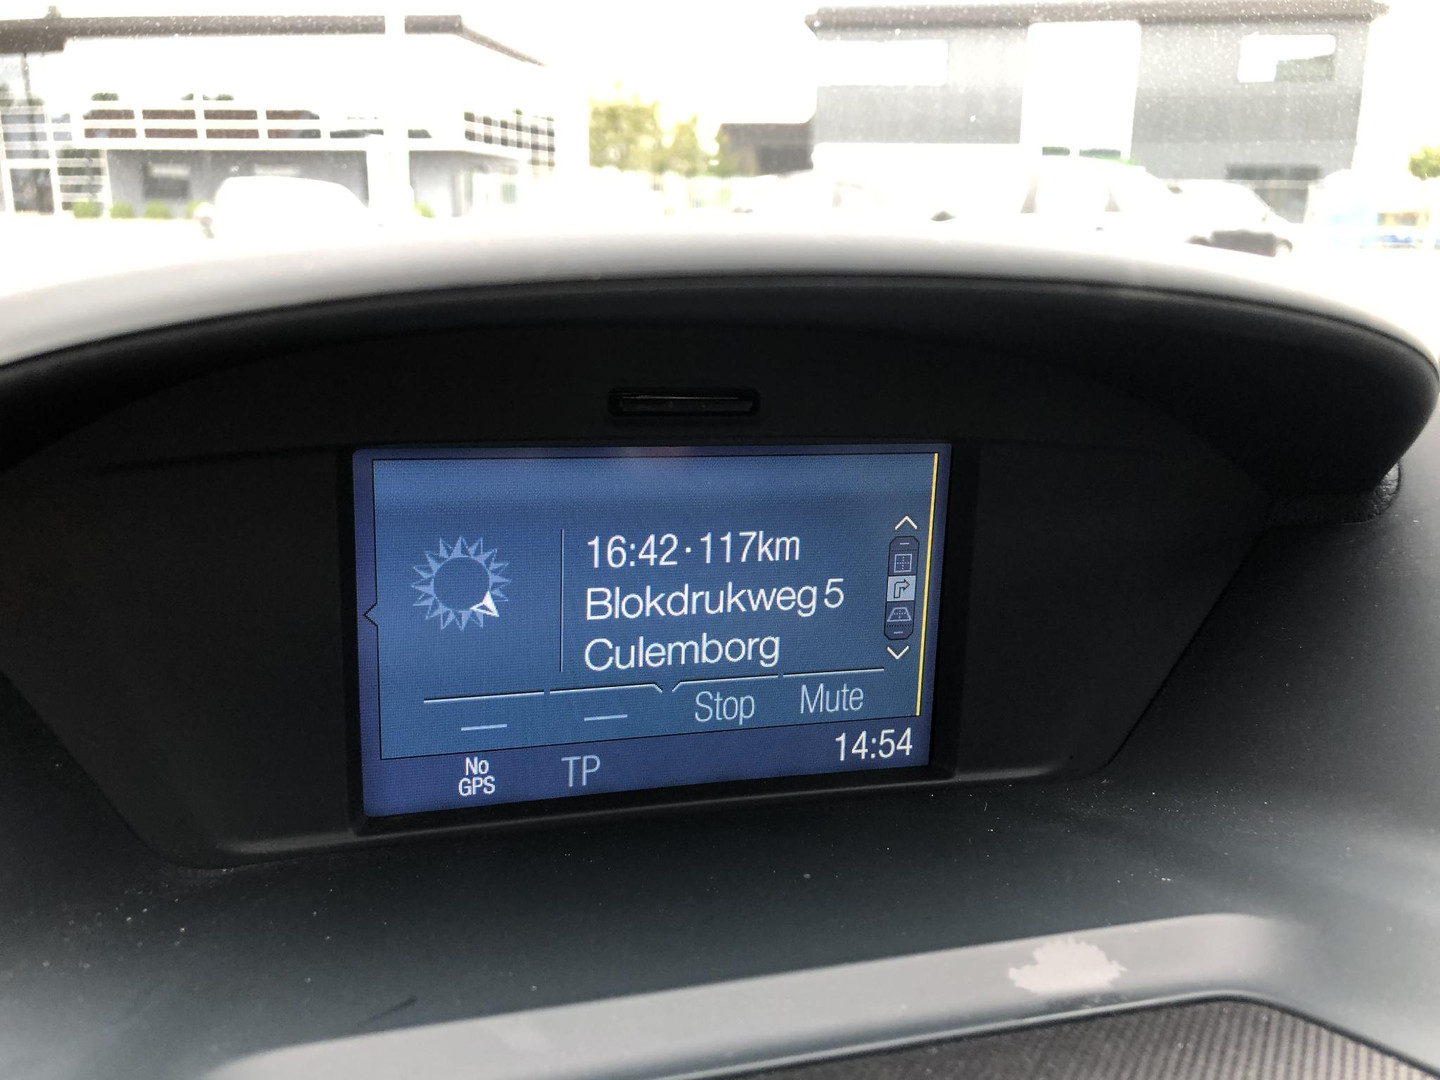 16:42·117km
Blokdrukweg 5
Culemborg
Stop Mute
No GPS TP 14:54